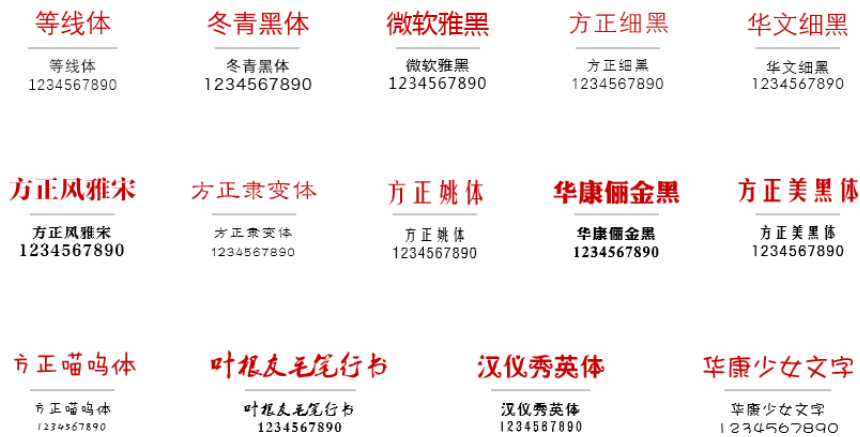 等线体
冬青黑体
微软雅黑
方正细黑
华文细黑
等线体
冬青黑体
微软雅黑
方正细黑
华文细黑
1234567890
1234567890
1234567890
1234567890
1234567890
方正风雅宋
方正隶变体
方正姚体
华康俪金黑
方正美黑体
方正风雅宋
方正隶变体
方正姚体
华康俪金黑
方正美黑体
1234567890
1234567890
1234567890
1234567890
1234567890
方正喵呜体
叶根友毛笔行书
汉仪秀英体
华康少女文字
方正喵呜体
叶根友毛笔行书
汉仪秀英体
华康少女文字
1234567890
1234567890
1234567890
1234567890